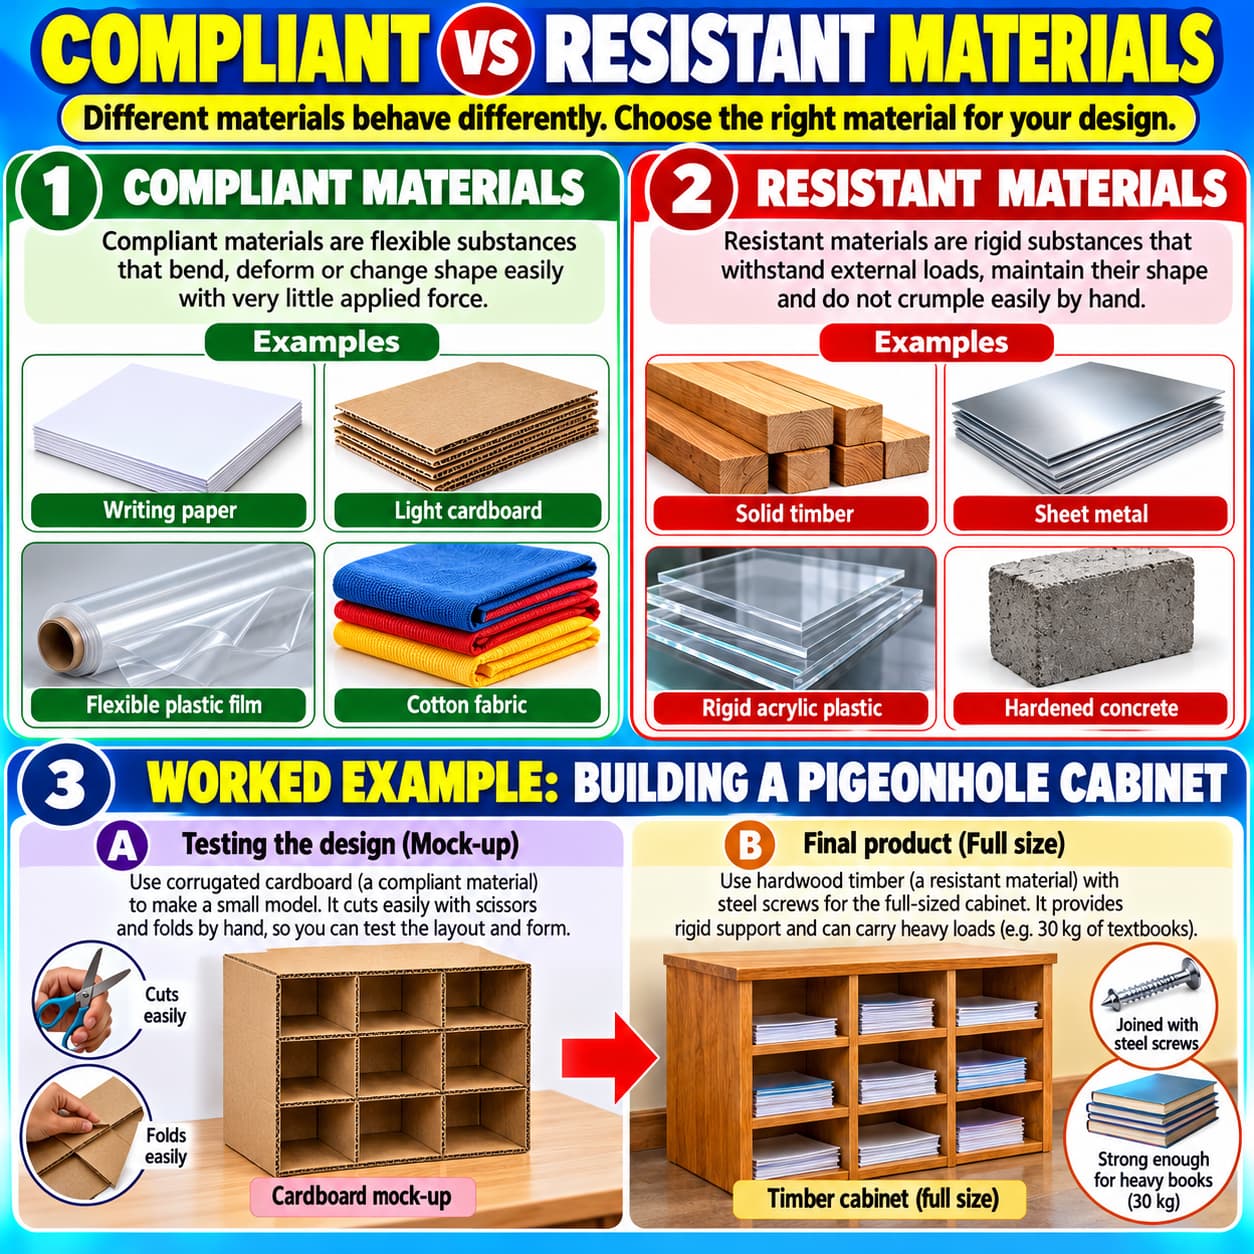 COMPLIANT VS RESISTANT MATERIALS
Different materials behave differently. Choose the right material for your design.
1 COMPLIANT MATERIALS
Compliant materials are flexible substances
that bend, deform or change shape easily
with very little applied force.
Examples
Writing paper
Light cardboard
Flexible plastic film
Cotton fabric
2 RESISTANT MATERIALS
Resistant materials are rigid substances that
withstand external loads, maintain their shape
and do not crumple easily by hand.
Examples
Solid timber
Sheet metal
Rigid acrylic plastic
Hardened concrete
3 WORKED EXAMPLE: BUILDING A PIGEONHOLE CABINET
A Testing the design (Mock-up)
Use corrugated cardboard (a compliant material)
to make a small model. It cuts easily with scissors
and folds by hand, so you can test the layout and form.
Cuts
easily
Folds
easily
Cardboard mock-up
B Final product (Full size)
Use hardwood timber (a resistant material) with
steel screws for the full-sized cabinet. It provides
rigid support and can carry heavy loads (e.g. 30 kg of textbooks).
Joined with
steel screws
Strong enough
for heavy books
(30 kg)
Timber cabinet (full size)